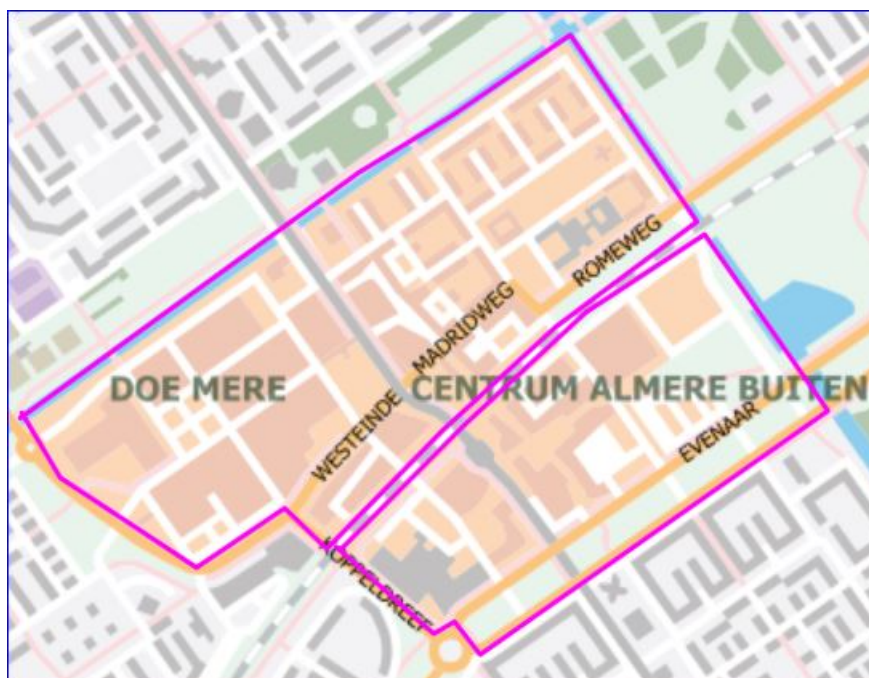 ROMEWEG
MADRIDWEG
DOE MERE
CENTRUM ALMERE BUITEN
WESTEINDE
EVENAAR
KOPPELDREEF